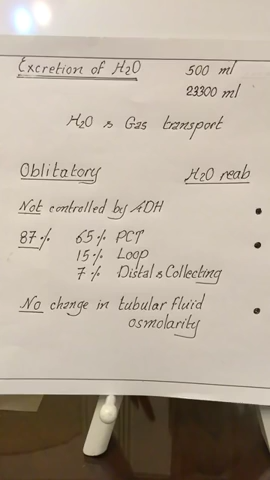 Excretion of H2O 500 ml
23300 ml
H2O & Gas transport
Oblitatory H2O reab
Not controlled by ADH
87% 65% PCT
15% Loop
7% Distal & Collecting
No change in tubular fluid
osmolarity